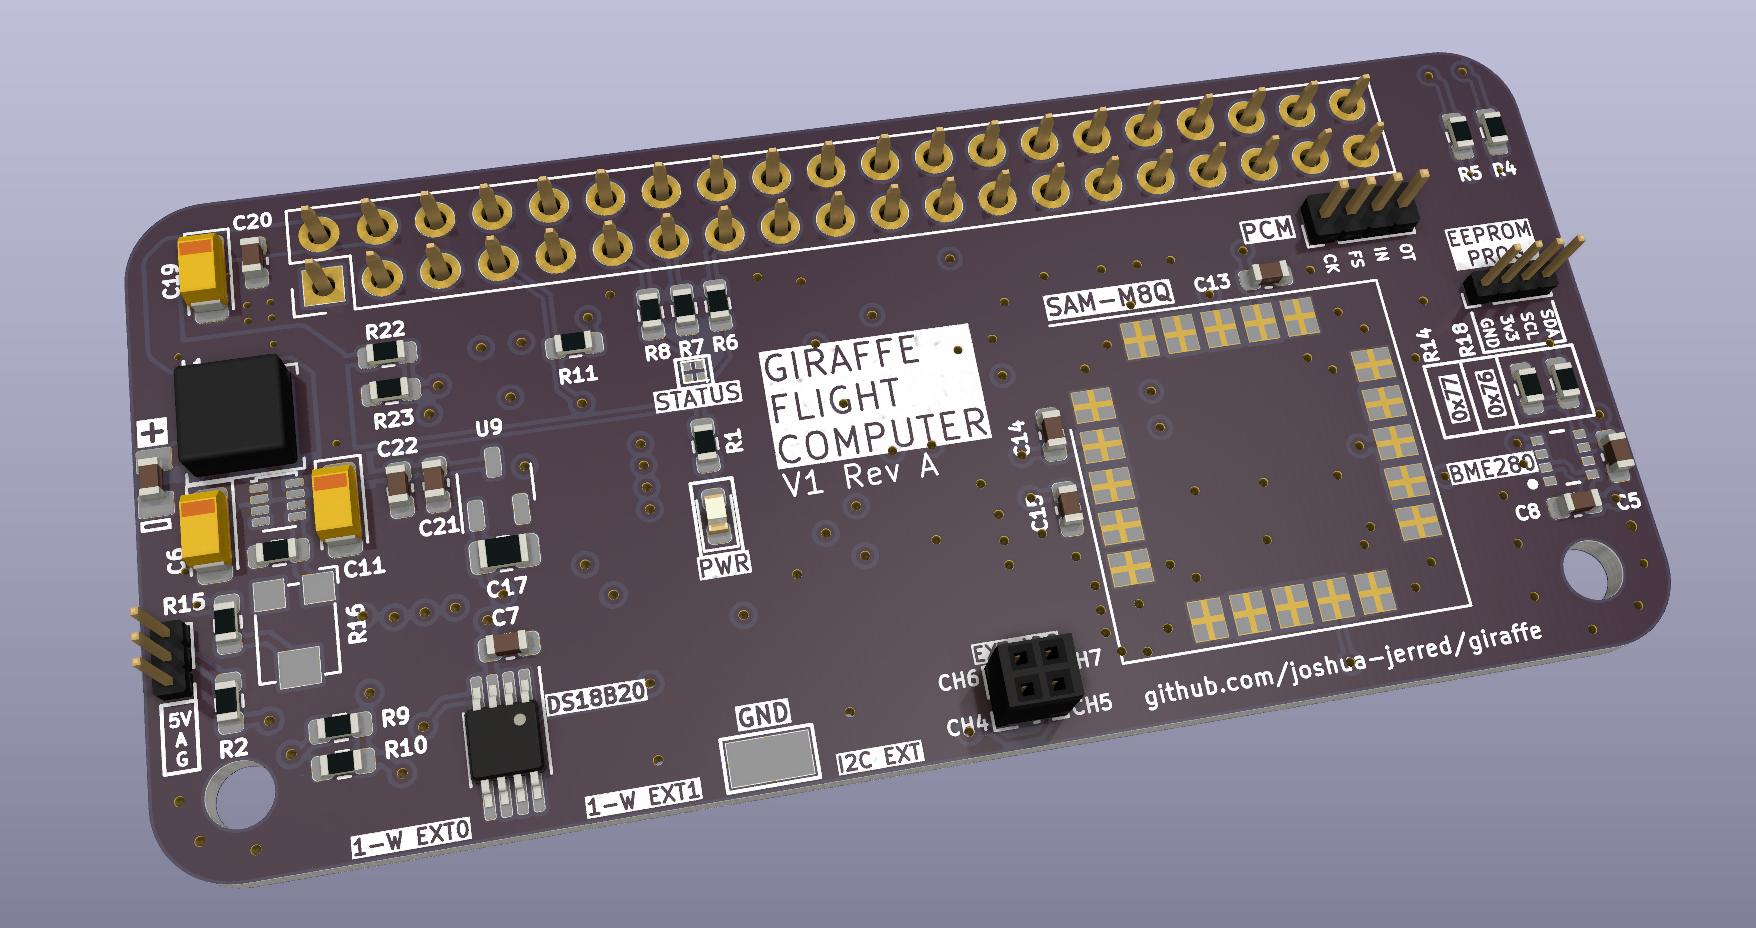 C20
C19
R5
R4
PCM
CK
FS
IN
OT
EEPROM
GND
3V3
SCL
SDA
C13
SAM-M8Q
R14
R18
0x77
0x76
R22
R23
R11
R8
R7
R6
STATUS
GIRAFFE
FLIGHT
COMPUTER
V1 Rev A
R1
PWR
+
U9
C22
C21
C14
C15
BME280
C8
C5
C6
C11
C17
C7
R15
R16
R2
5V
A
G
R9
R10
DS18B20
GND
CH6
CH4
CH5
github.com/joshua-jerred/giraffe
I2C EXT
1-W EXT1
1-W EXT0